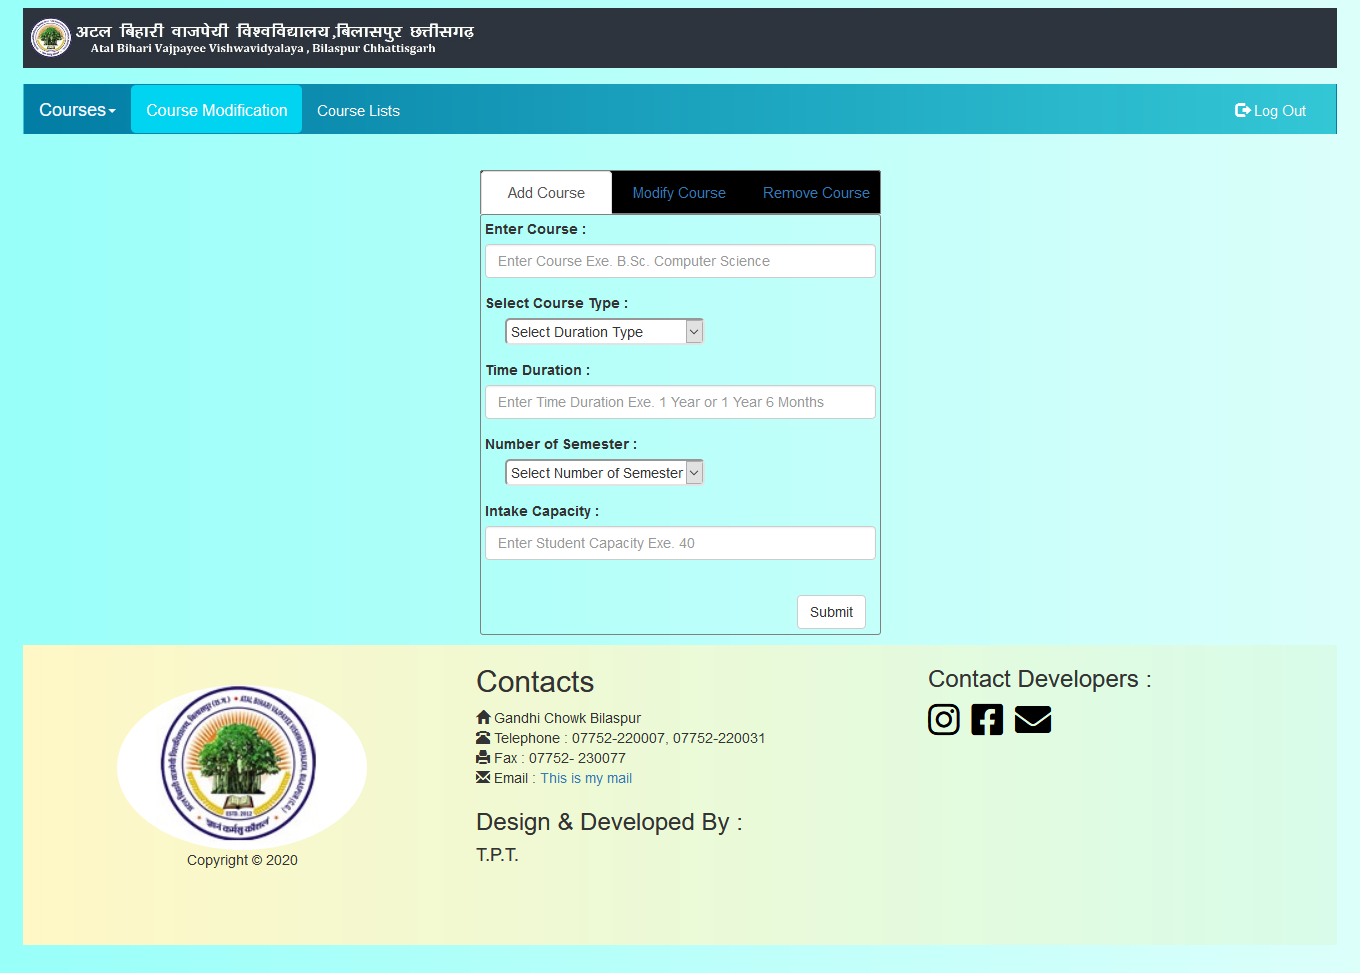 अटल बिहारी वाजपेयी विश्वविद्यालय ,बिलासपुर छत्तीसगढ़
Atal Bihari Vajpayee Vishwavidyalaya , Bilaspur Chhattisgarh
Courses Course Modification Course Lists Log Out
Add Course Modify Course Remove Course
Enter Course :
Enter Course Exe. B.Sc. Computer Science
Select Course Type :
Select Duration Type
Time Duration :
Enter Time Duration Exe. 1 Year or 1 Year 6 Months
Number of Semester :
Select Number of Semester
Intake Capacity :
Enter Student Capacity Exe. 40
Submit
ESTD. 2012
Copyright © 2020
Contacts
Gandhi Chowk Bilaspur
Telephone : 07752-220007, 07752-220031
Fax : 07752- 230077
Email : This is my mail
Design & Developed By :
T.P.T.
Contact Developers :